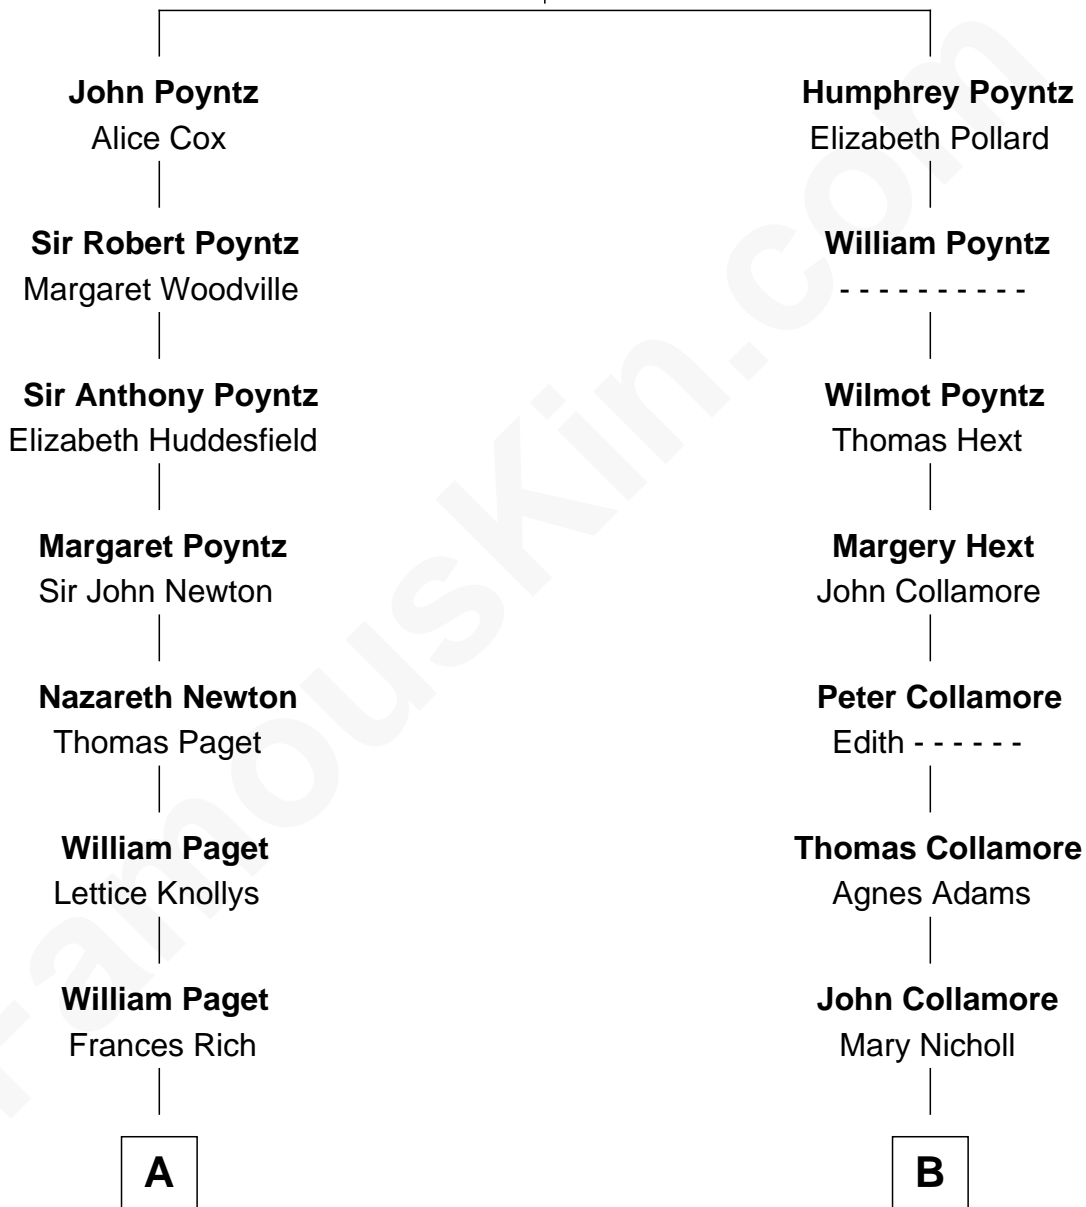 John Poyntz
Alice Cox
Sir Robert Poyntz
Margaret Woodville
Sir Anthony Poyntz
Elizabeth Huddesfield
Margaret Poyntz
Sir John Newton
Nazareth Newton
Thomas Paget
William Paget
Lettice Knollys
William Paget
Frances Rich
A
Humphrey Poyntz
Elizabeth Pollard
William Poyntz
- - - - - - - - - -
Wilmot Poyntz
Thomas Hext
Margery Hext
John Collamore
Peter Collamore
Edith - - - - - -
Thomas Collamore
Agnes Adams
John Collamore
Mary Nicholl
B
FamousKin.com